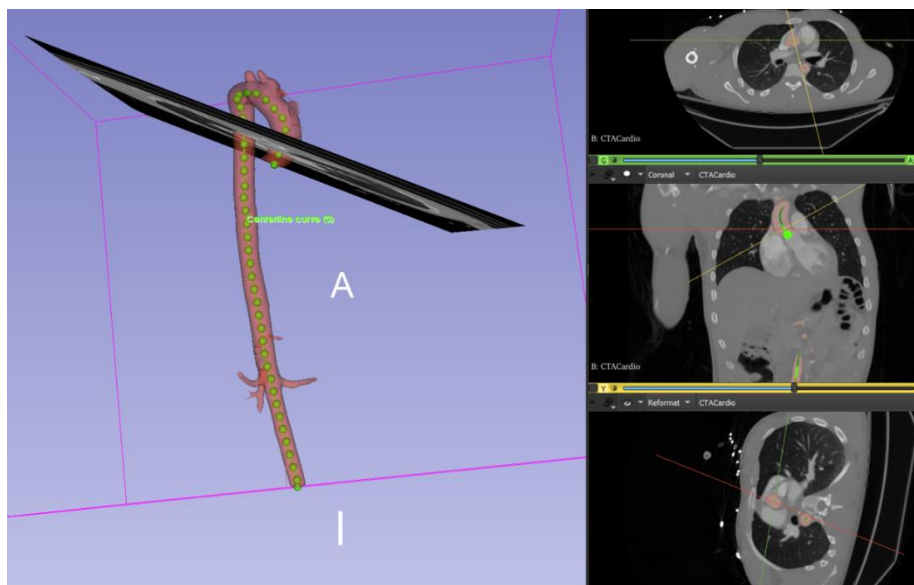 B: CTACardio
G
A:
Coronal
CTACardio
Centerline curve (0)
A
B: CTACardio
Y
Reformat
CTACardio
I